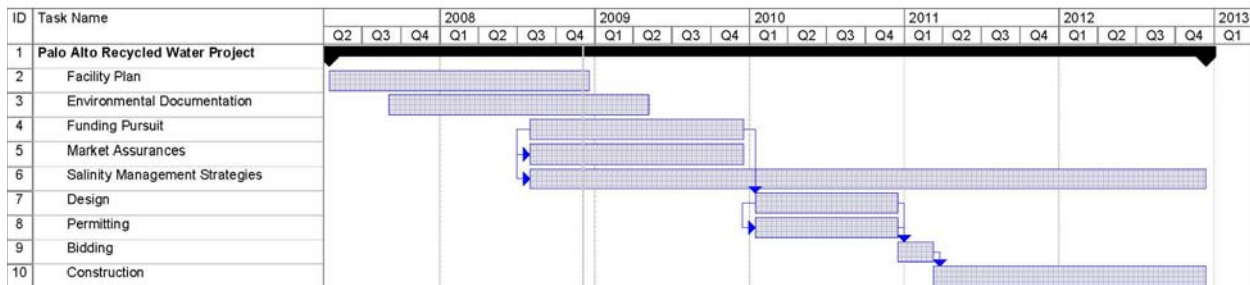 ID Task Name 2008 2009 2010 2011 2012 2013
Q2 Q3 Q4 Q1 Q2 Q3 Q4 Q1 Q2 Q3 Q4 Q1 Q2 Q3 Q4 Q1 Q2 Q3 Q4 Q1 Q2 Q3 Q4 Q1
1 Palo Alto Recycled Water Project
2 Facility Plan
3 Environmental Documentation
4 Funding Pursuit
5 Market Assurances
6 Salinity Management Strategies
7 Design
8 Permitting
9 Bidding
10 Construction